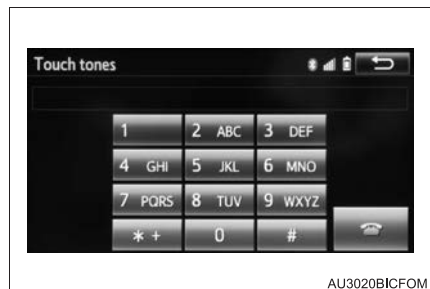 Touch tones
1 2 ABC 3 DEF
4 GHI 5 JKL 6 MNO
7 PQRS 8 TUV 9 WXYZ
* + 0 #
AU3020BICFOM